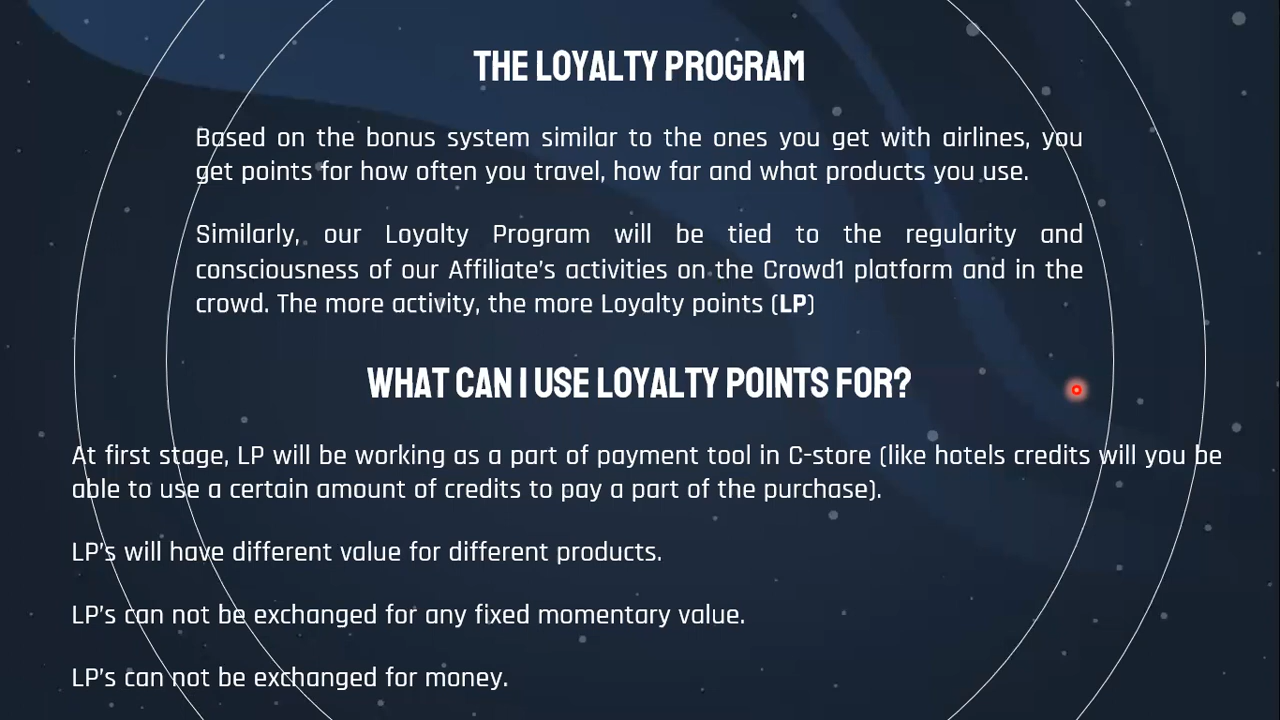 THE LOYALTY PROGRAM
Based on the bonus system similar to the ones you get with airlines, you
get points for how often you travel, how far and what products you use.
Similarly, our Loyalty Program will be tied to the regularity and
consciousness of our Affiliate's activities on the Crowd1 platform and in the
crowd. The more activity, the more Loyalty points (LP)
WHAT CAN I USE LOYALTY POINTS FOR?
At first stage, LP will be working as a part of payment tool in C-store (like hotels credits will you be
able to use a certain amount of credits to pay a part of the purchase).
LP's will have different value for different products.
LP's can not be exchanged for any fixed momentary value.
LP's can not be exchanged for money.